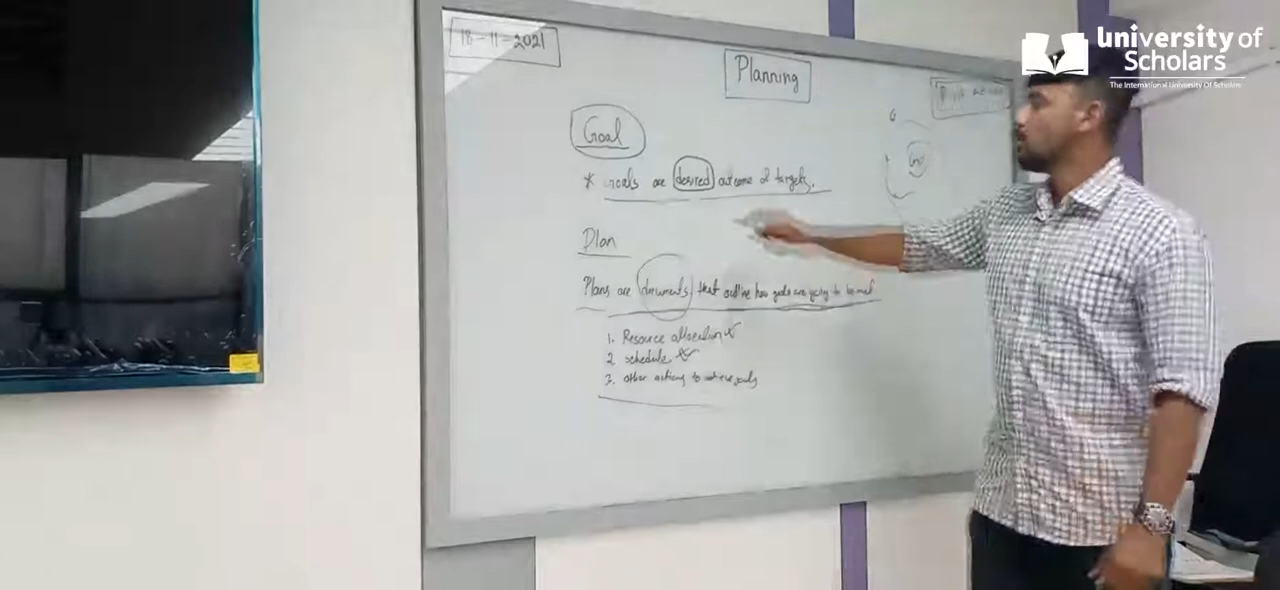 18-11-2021
Planning
University of
Scholars
The International University Of Scholars
Goal
* Goals are desired outcome of targets.
Plan
Plans are documents that outline how goals are going to be met
1. Resource allocation
2. schedule
3. other actions to achieve goals